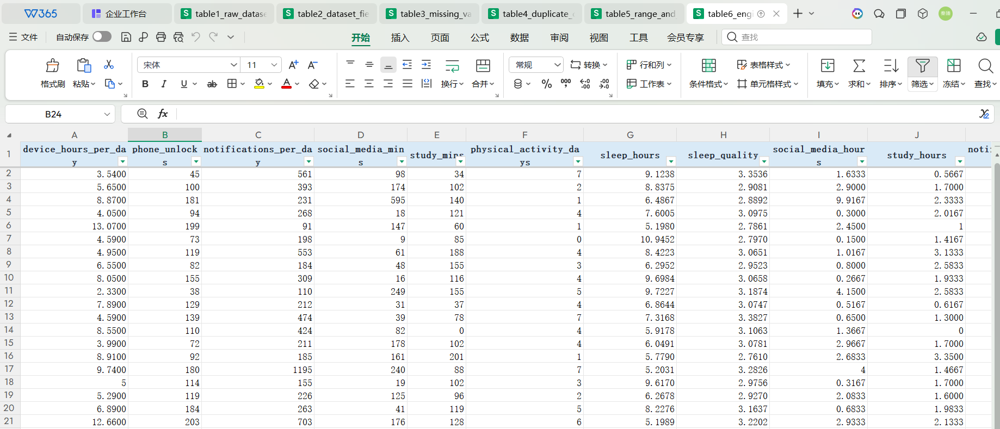 W365 企业工作台 S table1_raw_datase S table2_dataset_fie S table3_missing_va S table4_duplicate_ S table5_range_and_ S table6_engi
文件 自动保存 开始 插入 页面 公式 数据 审阅 视图 工具 会员专享 查找
格式刷 粘贴 宋体 11 A+ A- B I U ab A 换行 合并 常规 转换 % 行和列 工作表 条件格式 表格样式 单元格样式 填充 求和 排序 筛选 冻结 查找
B24 fx
A B C D E F G H I J
1 device_hours_per_day phone_unlocks notifications_per_day social_media_mins study_mins physical_activity_days sleep_hours sleep_quality social_media_hours study_hours noti
2 3.5400 45 561 98 34 7 9.1238 3.3536 1.6333 0.5667
3 5.6500 100 393 174 102 2 8.8375 2.9081 2.9000 1.7000
4 8.8700 181 231 595 140 1 6.4867 2.8892 9.9167 2.3333
5 4.0500 94 268 18 121 4 7.6005 3.0975 0.3000 2.0167
6 13.0700 199 91 147 60 1 5.1980 2.7861 2.4500 1
7 4.5900 73 198 9 85 0 10.9452 2.7970 0.1500 1.4167
8 4.9500 119 553 61 188 4 8.4223 3.0651 1.0167 3.1333
9 6.5500 82 184 48 155 3 6.2952 2.9523 0.8000 2.5833
10 8.0500 155 309 16 116 4 9.6984 3.0658 0.2667 1.9333
11 2.3300 38 110 249 155 5 9.7227 3.1874 4.1500 2.5833
12 7.8900 129 212 31 37 4 6.8644 3.0747 0.5167 0.6167
13 4.5900 139 474 39 78 7 7.3168 3.3827 0.6500 1.3000
14 8.5500 110 424 82 0 4 5.9178 3.1063 1.3667 0
15 3.9900 72 211 178 102 4 6.0491 3.0781 2.9667 1.7000
16 8.9100 92 185 161 201 1 5.7790 2.7610 2.6833 3.3500
17 9.7400 180 1195 240 88 7 5.2031 3.2826 4 1.4667
18 5 114 155 19 102 3 9.6170 2.9756 0.3167 1.7000
19 5.2900 119 226 125 96 2 6.2678 2.9270 2.0833 1.6000
20 6.8900 184 263 41 119 5 8.2276 3.1637 0.6833 1.9833
21 12.6600 203 703 176 128 6 5.1989 3.2202 2.9333 2.1333